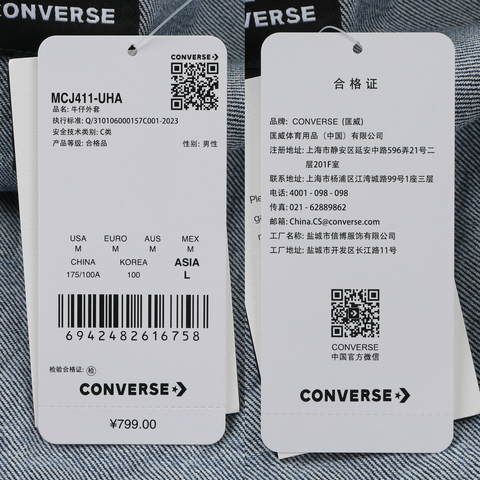 CONVERSE
CONVERSE
MCJ411-UHA
品名: 牛仔外套
执行标准: Q/310106000157C001-2023
安全技术类别: C类
产品等级: 合格品 性别: 男性
USA EURO AUS MEX
M M M M
CHINA KOREA ASIA
175/100A 100 L
6942482616758
检验合格证: 检
CONVERSE
¥799.00
CONVERSE
合格证
品牌: CONVERSE (匡威)
匡威体育用品（中国）有限公司
注册地址: 上海市静安区延安中路596弄21号二
层201F室
联系地址: 上海市杨浦区江湾城路99号1座三层
电话: 4001 - 098 - 098
传真: 021 - 62889862
邮箱: China.CS@converse.com
工厂名称: 盐城市信博服饰有限公司
工厂地址: 盐城市开发区长江路11号
CONVERSE
中国官方微信
CONVERSE